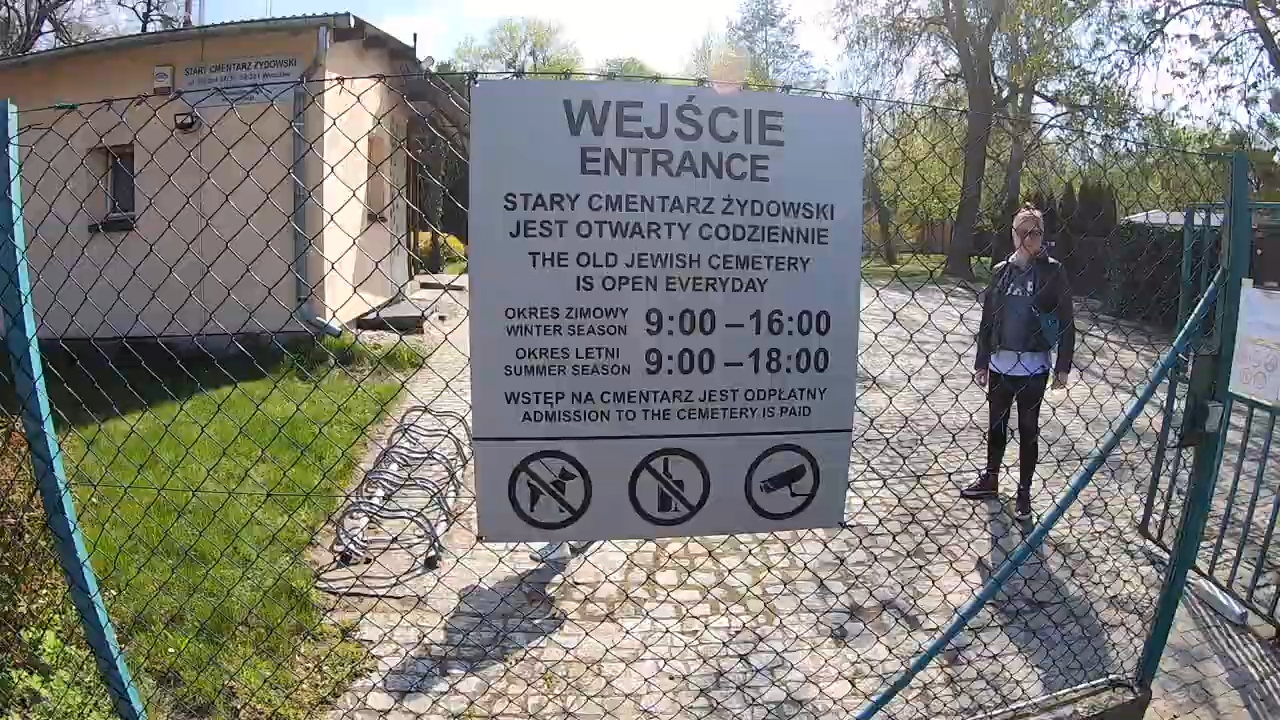 STARY CMENTARZ ŻYDOWSKI
WEJŚCIE
ENTRANCE
STARY CMENTARZ ŻYDOWSKI
JEST OTWARTY CODZIENNIE
THE OLD JEWISH CEMETERY
IS OPEN EVERYDAY
OKRES ZIMOWY
WINTER SEASON
9:00 – 16:00
OKRES LETNI
SUMMER SEASON
9:00 – 18:00
WSTĘP NA CMENTARZ JEST ODPŁATNY
ADMISSION TO THE CEMETERY IS PAID